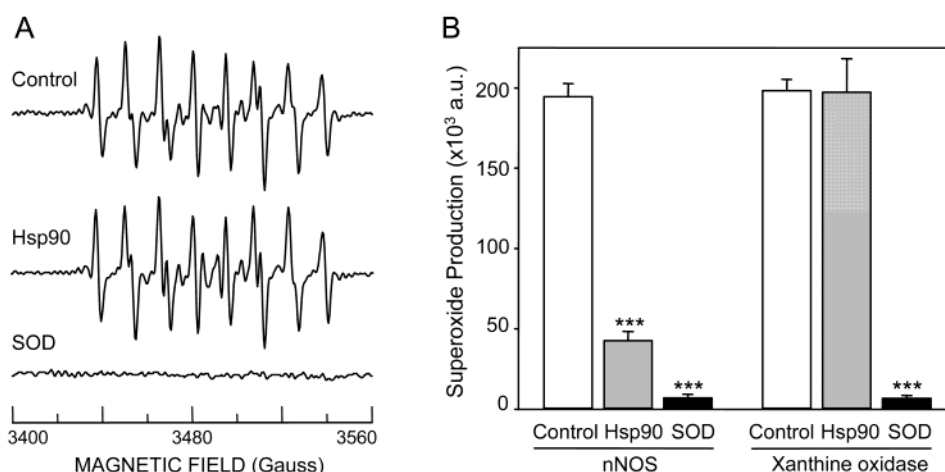 A
Control
Hsp90
SOD
3400 3480 3560
MAGNETIC FIELD (Gauss)
B
Superoxide Production (x10³ a.u.)
200
150
100
50
0
***
***
***
Control Hsp90 SOD Control Hsp90 SOD
nNOS Xanthine oxidase